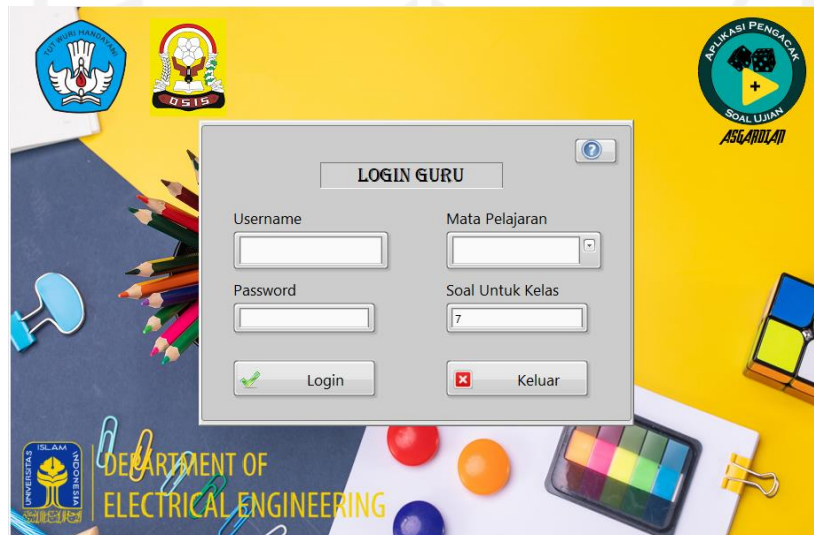 TUT WURI HANDAYANI
OSIS
APLIKASI PENGACAK
SOAL UJIAN
ASGARDIAN
LOGIN GURU
Username
Mata Pelajaran
Password
Soal Untuk Kelas
7
Login
Keluar
ISLAM
UNIVERSITAS
INDONESIA
DEPARTMENT OF
ELECTRICAL ENGINEERING